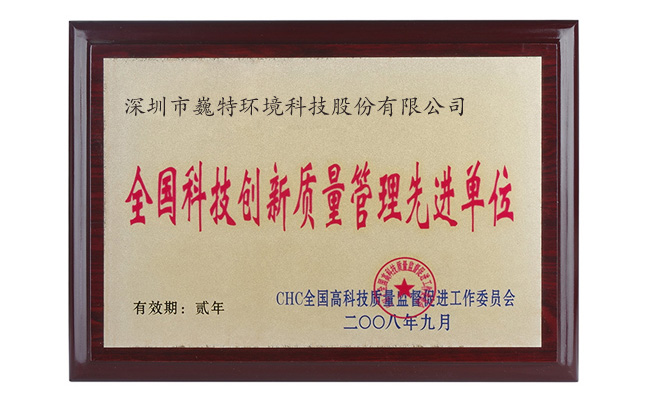 深圳市巍特环境科技股份有限公司
全国科技创新质量管理先进单位
有效期：贰年
CHC全国高科技质量监督促进工作委员会
二〇〇八年九月